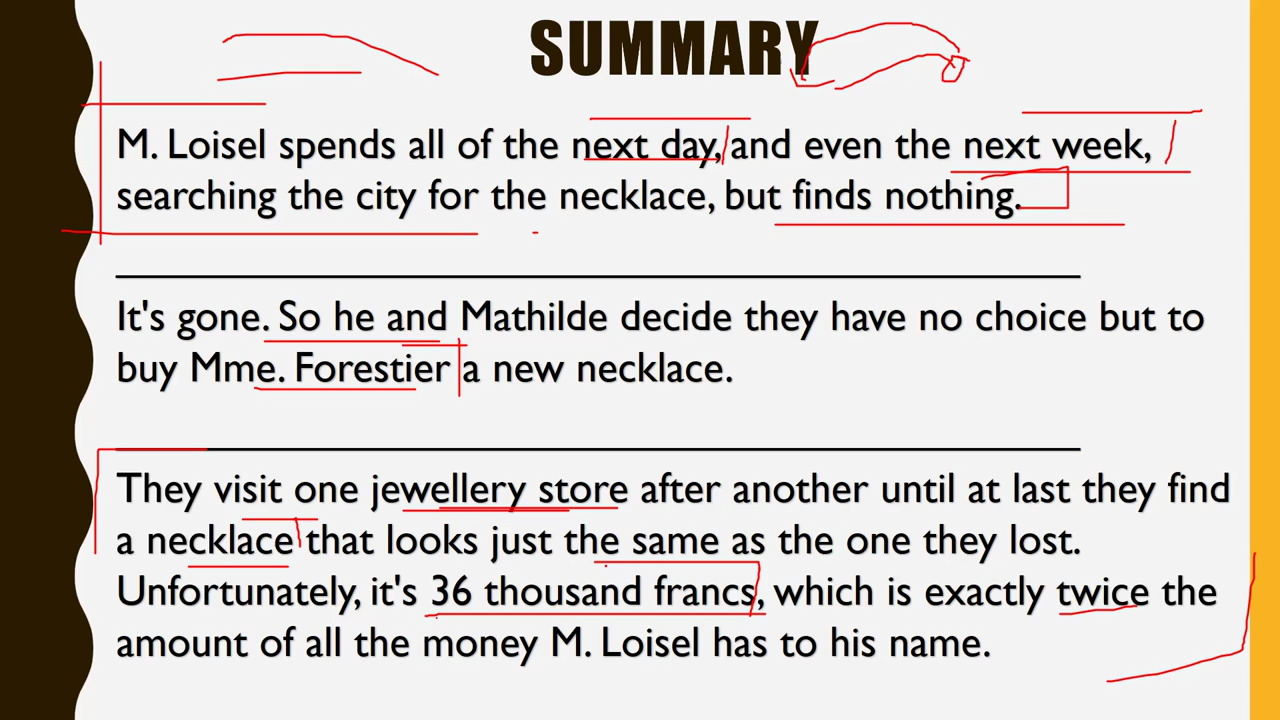 SUMMARY
M. Loisel spends all of the next day, and even the next week,
searching the city for the necklace, but finds nothing.
It's gone. So he and Mathilde decide they have no choice but to
buy Mme. Forestier a new necklace.
They visit one jewellery store after another until at last they find
a necklace that looks just the same as the one they lost.
Unfortunately, it's 36 thousand francs, which is exactly twice the
amount of all the money M. Loisel has to his name.